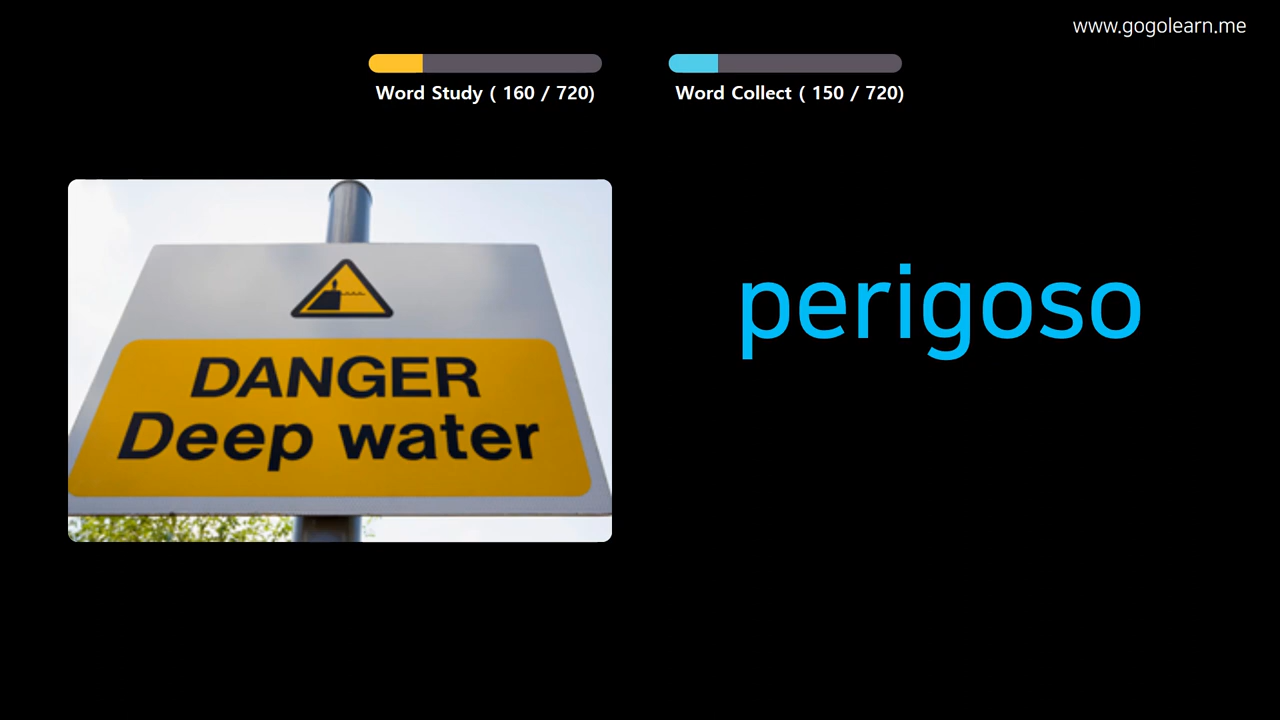 www.gogolearn.me
Word Study ( 160 / 720)
Word Collect ( 150 / 720)
DANGER
Deep water
perigoso